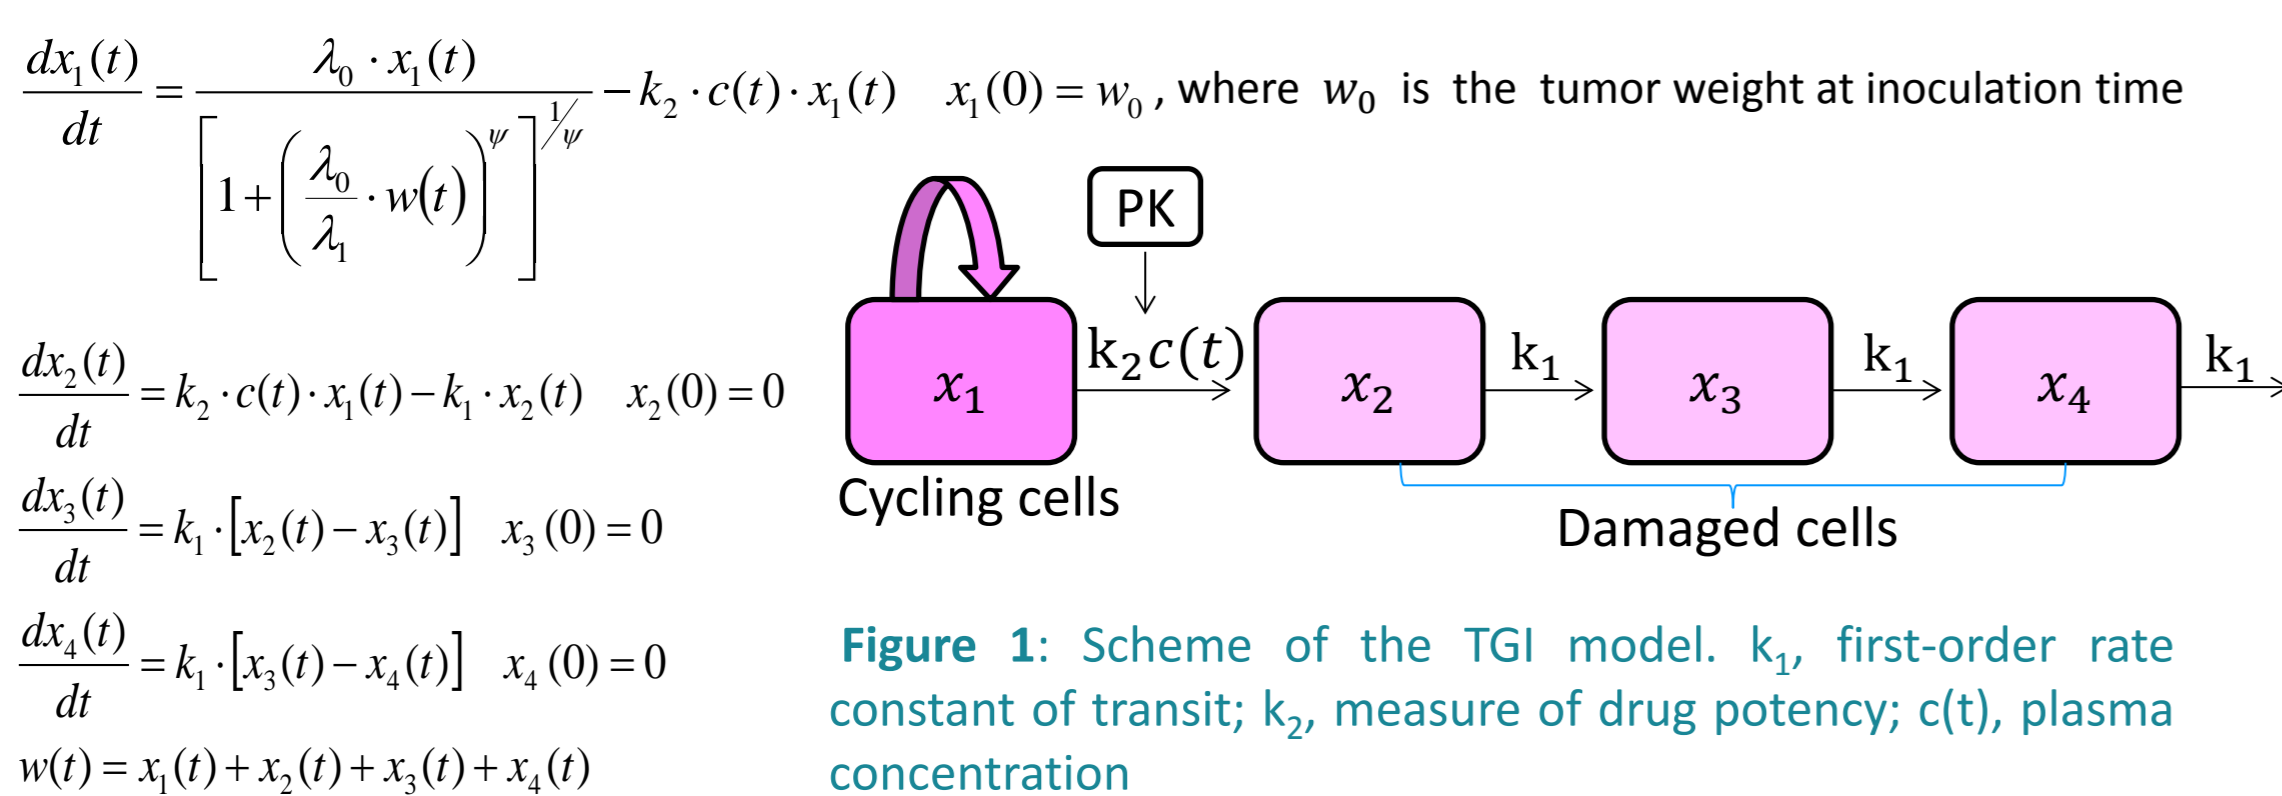 dx₁(t)/dt = λ₀ · x₁(t) / [1 + (λ₀/λ₁ · w(t))^ψ]^(1/ψ) − k₂ · c(t) · x₁(t)   x₁(0) = w₀ , where w₀ is the tumor weight at inoculation time
PK
dx₂(t)/dt = k₂ · c(t) · x₁(t) − k₁ · x₂(t)   x₂(0) = 0
x₁ k₂c(t) x₂ k₁ x₃ k₁ x₄ k₁
Cycling cells
Damaged cells
dx₃(t)/dt = k₁ · [x₂(t) − x₃(t)]   x₃ (0) = 0
dx₄(t)/dt = k₁ · [x₃(t) − x₄(t)]   x₄ (0) = 0
w(t) = x₁(t) + x₂(t) + x₃(t) + x₄(t)
Figure 1: Scheme of the TGI model. k₁, first-order rate
constant of transit; k₂, measure of drug potency; c(t), plasma
concentration